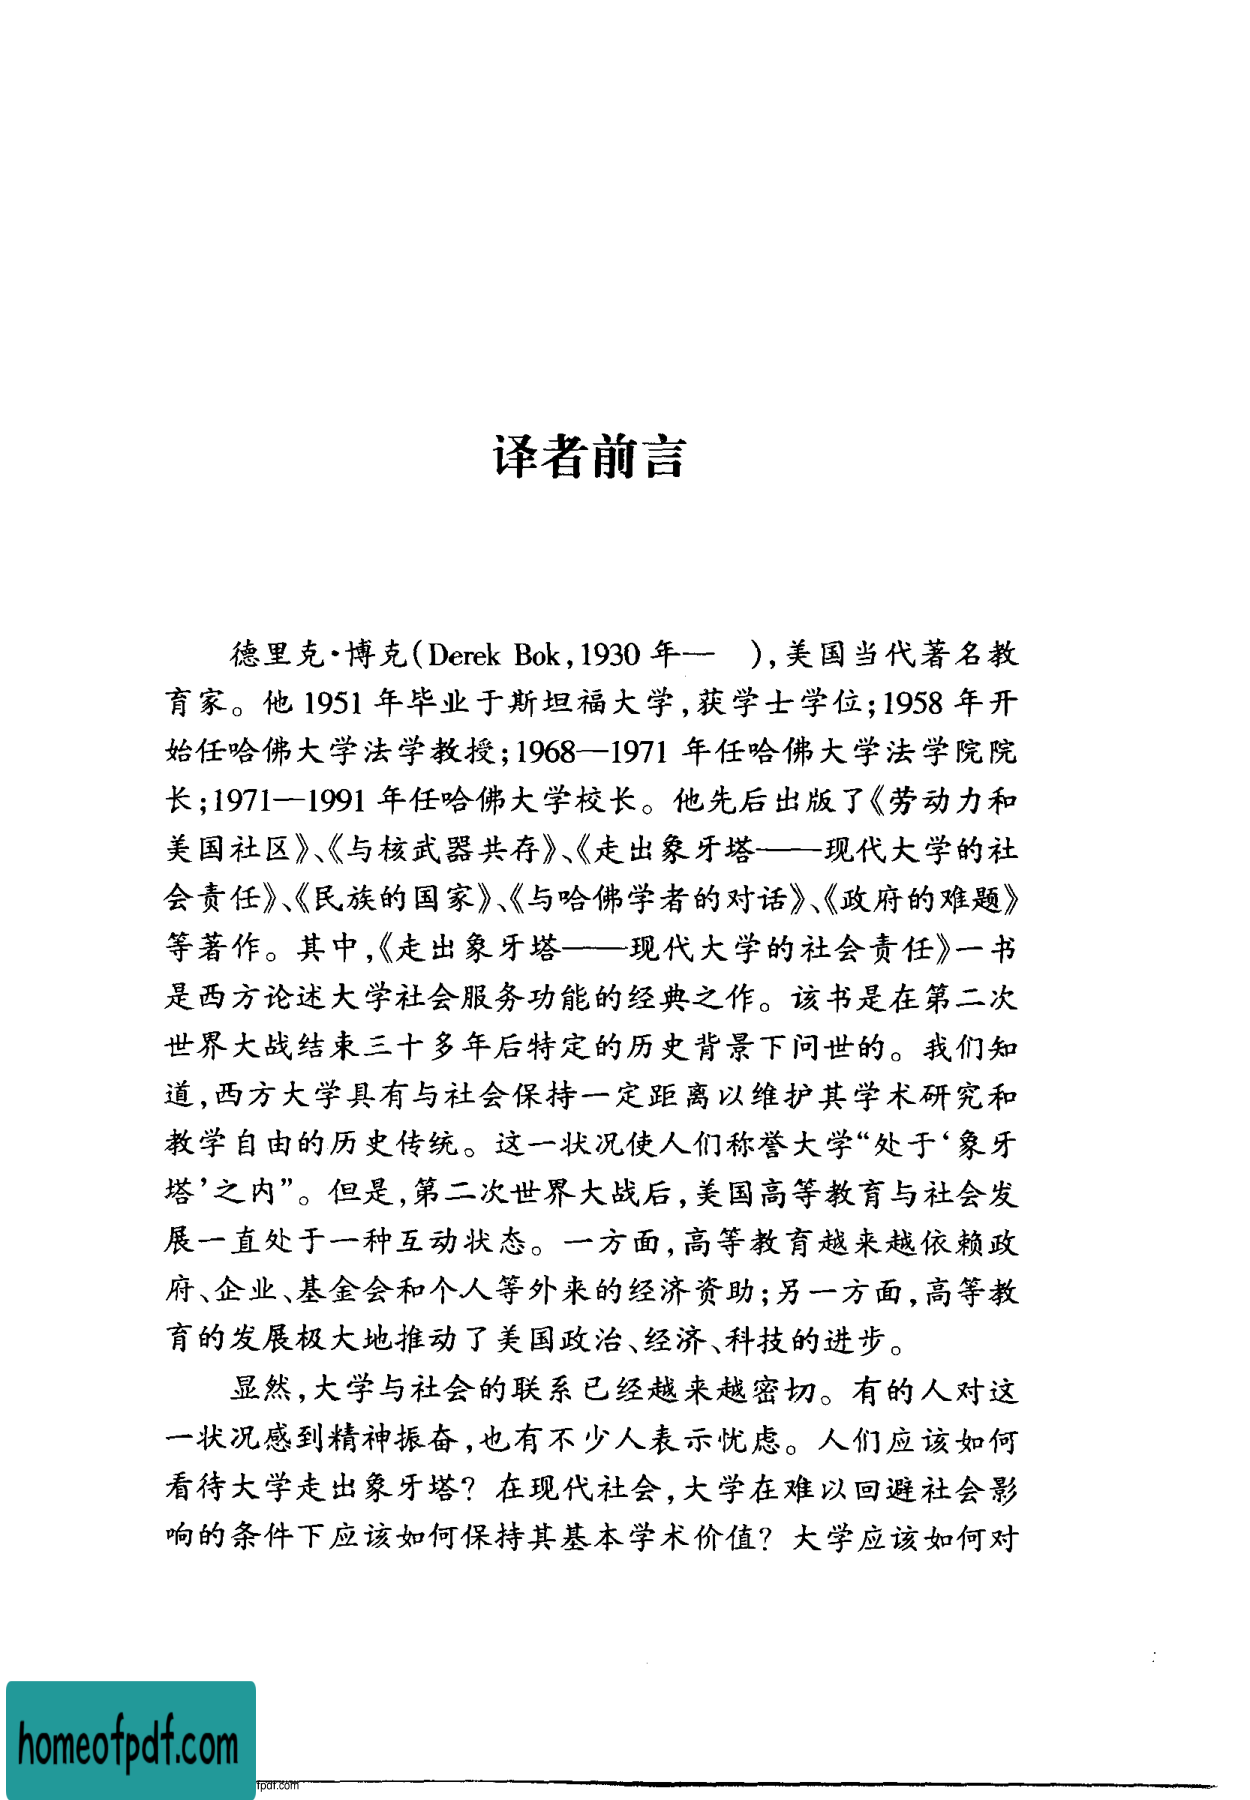 译者前言
德里克·博克(Derek Bok,1930 年— ),美国当代著名教
育家。他 1951 年毕业于斯坦福大学,获学士学位;1958 年开
始任哈佛大学法学教授;1968—1971 年任哈佛大学法学院院
长;1971—1991 年任哈佛大学校长。他先后出版了《劳动力和
美国社区》、《与核武器共存》、《走出象牙塔——现代大学的社
会责任》、《民族的国家》、《与哈佛学者的对话》、《政府的难题》
等著作。其中,《走出象牙塔——现代大学的社会责任》一书
是西方论述大学社会服务功能的经典之作。该书是在第二次
世界大战结束三十多年后特定的历史背景下问世的。我们知
道,西方大学具有与社会保持一定距离以维护其学术研究和
教学自由的历史传统。这一状况使人们称誉大学“处于‘象牙
塔’之内”。但是,第二次世界大战后,美国高等教育与社会发
展一直处于一种互动状态。一方面,高等教育越来越依赖政
府、企业、基金会和个人等外来的经济资助;另一方面,高等教
育的发展极大地推动了美国政治、经济、科技的进步。
显然,大学与社会的联系已经越来越密切。有的人对这
一状况感到精神振奋,也有不少人表示忧虑。人们应该如何
看待大学走出象牙塔? 在现代社会,大学在难以回避社会影
响的条件下应该如何保持其基本学术价值? 大学应该如何对
homeofpdf.com
fpdf.com